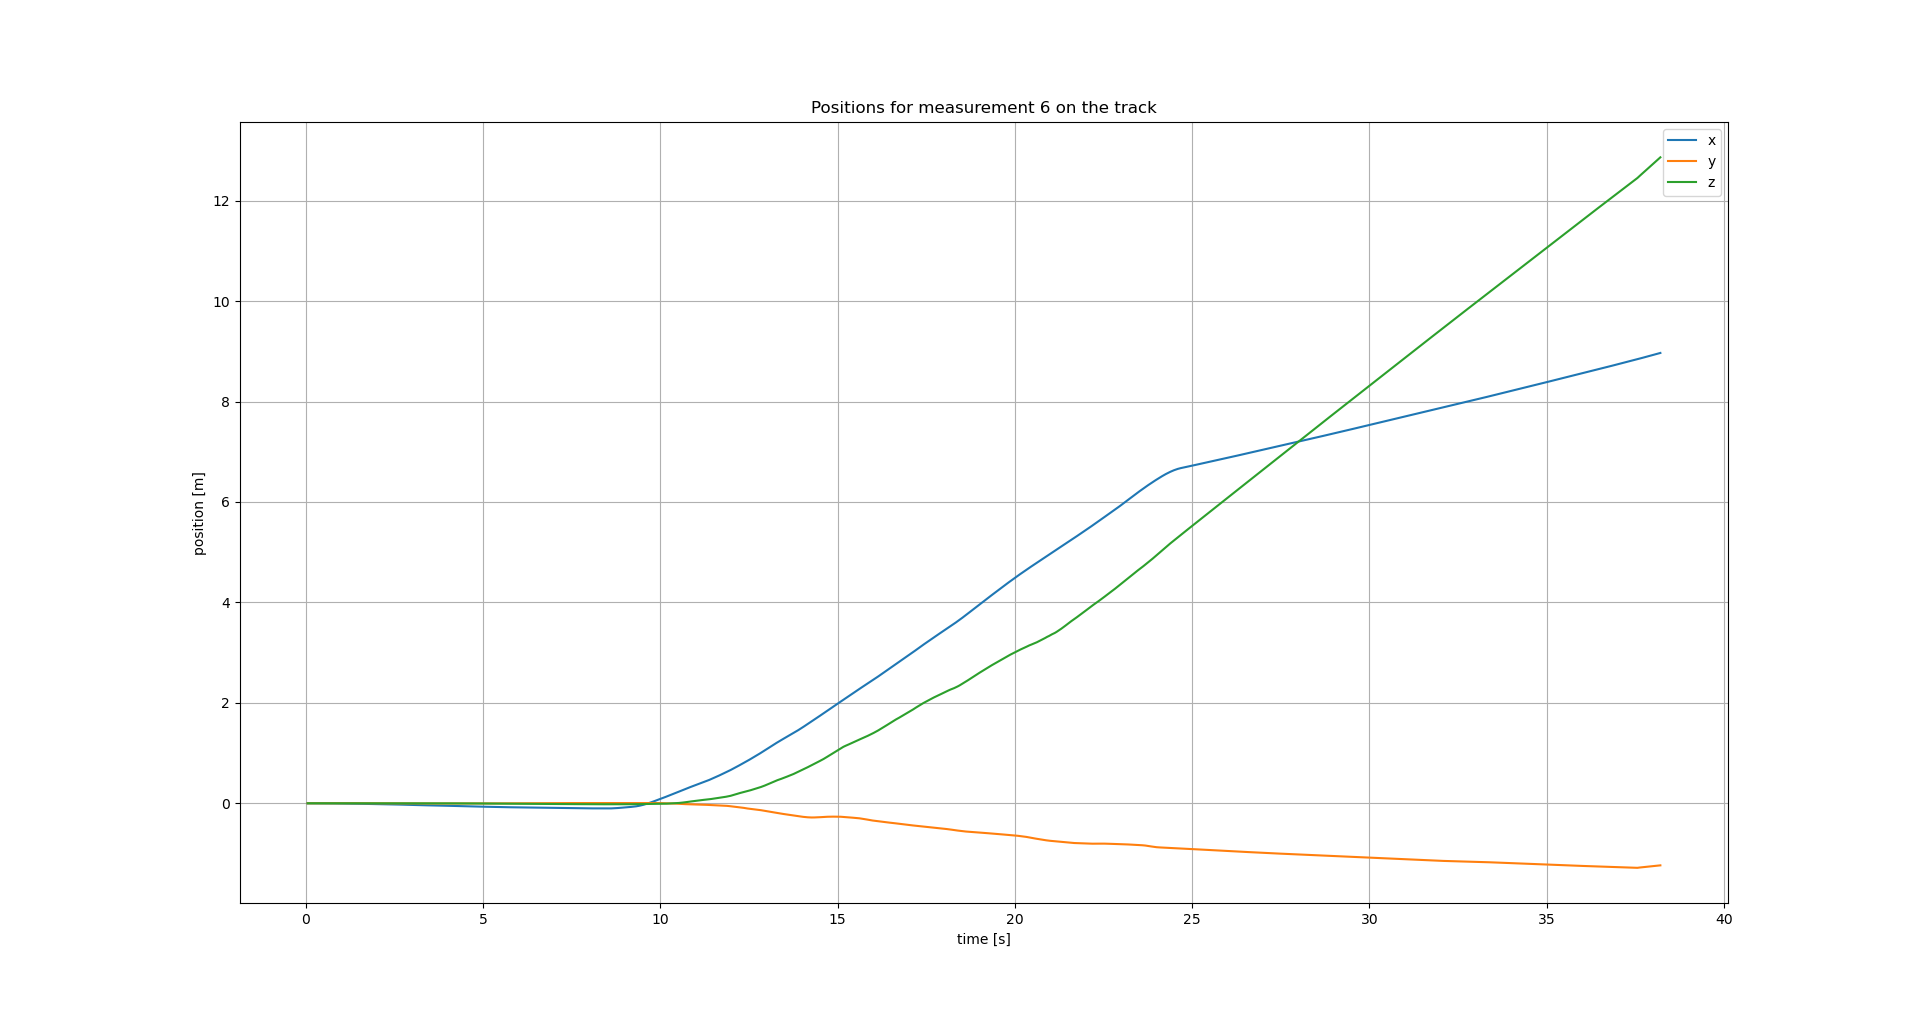 Positions for measurement 6 on the track
x
y
z
position [m]
12
10
8
6
4
2
0
0 5 10 15 20 25 30 35 40
time [s]